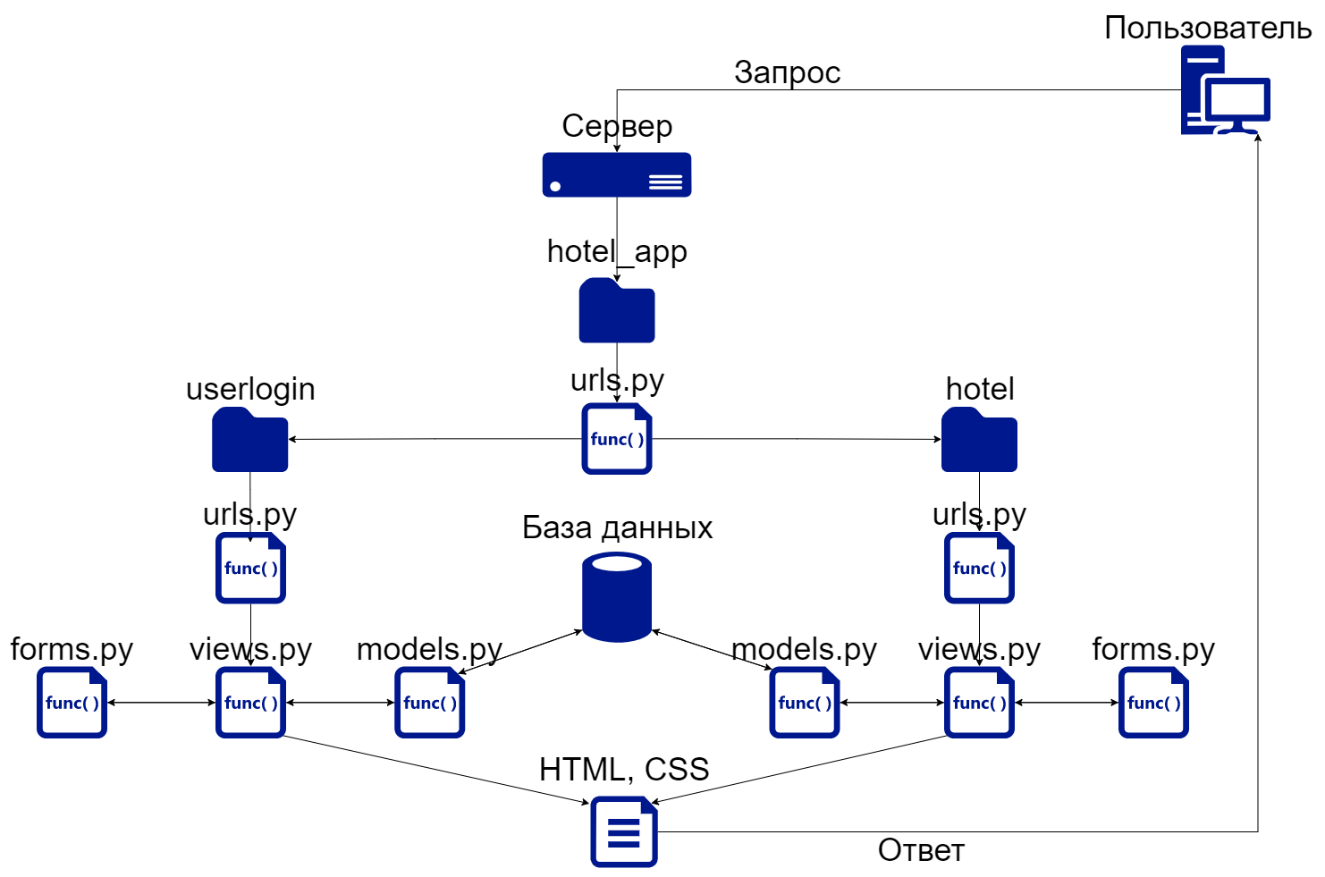 Пользователь
Запрос
Сервер
hotel_app
urls.py
func( )
userlogin
hotel
urls.py
func( )
База данных
urls.py
func( )
forms.py
views.py
models.py
models.py
views.py
forms.py
func( )
func( )
func( )
func( )
func( )
func( )
HTML, CSS
Ответ